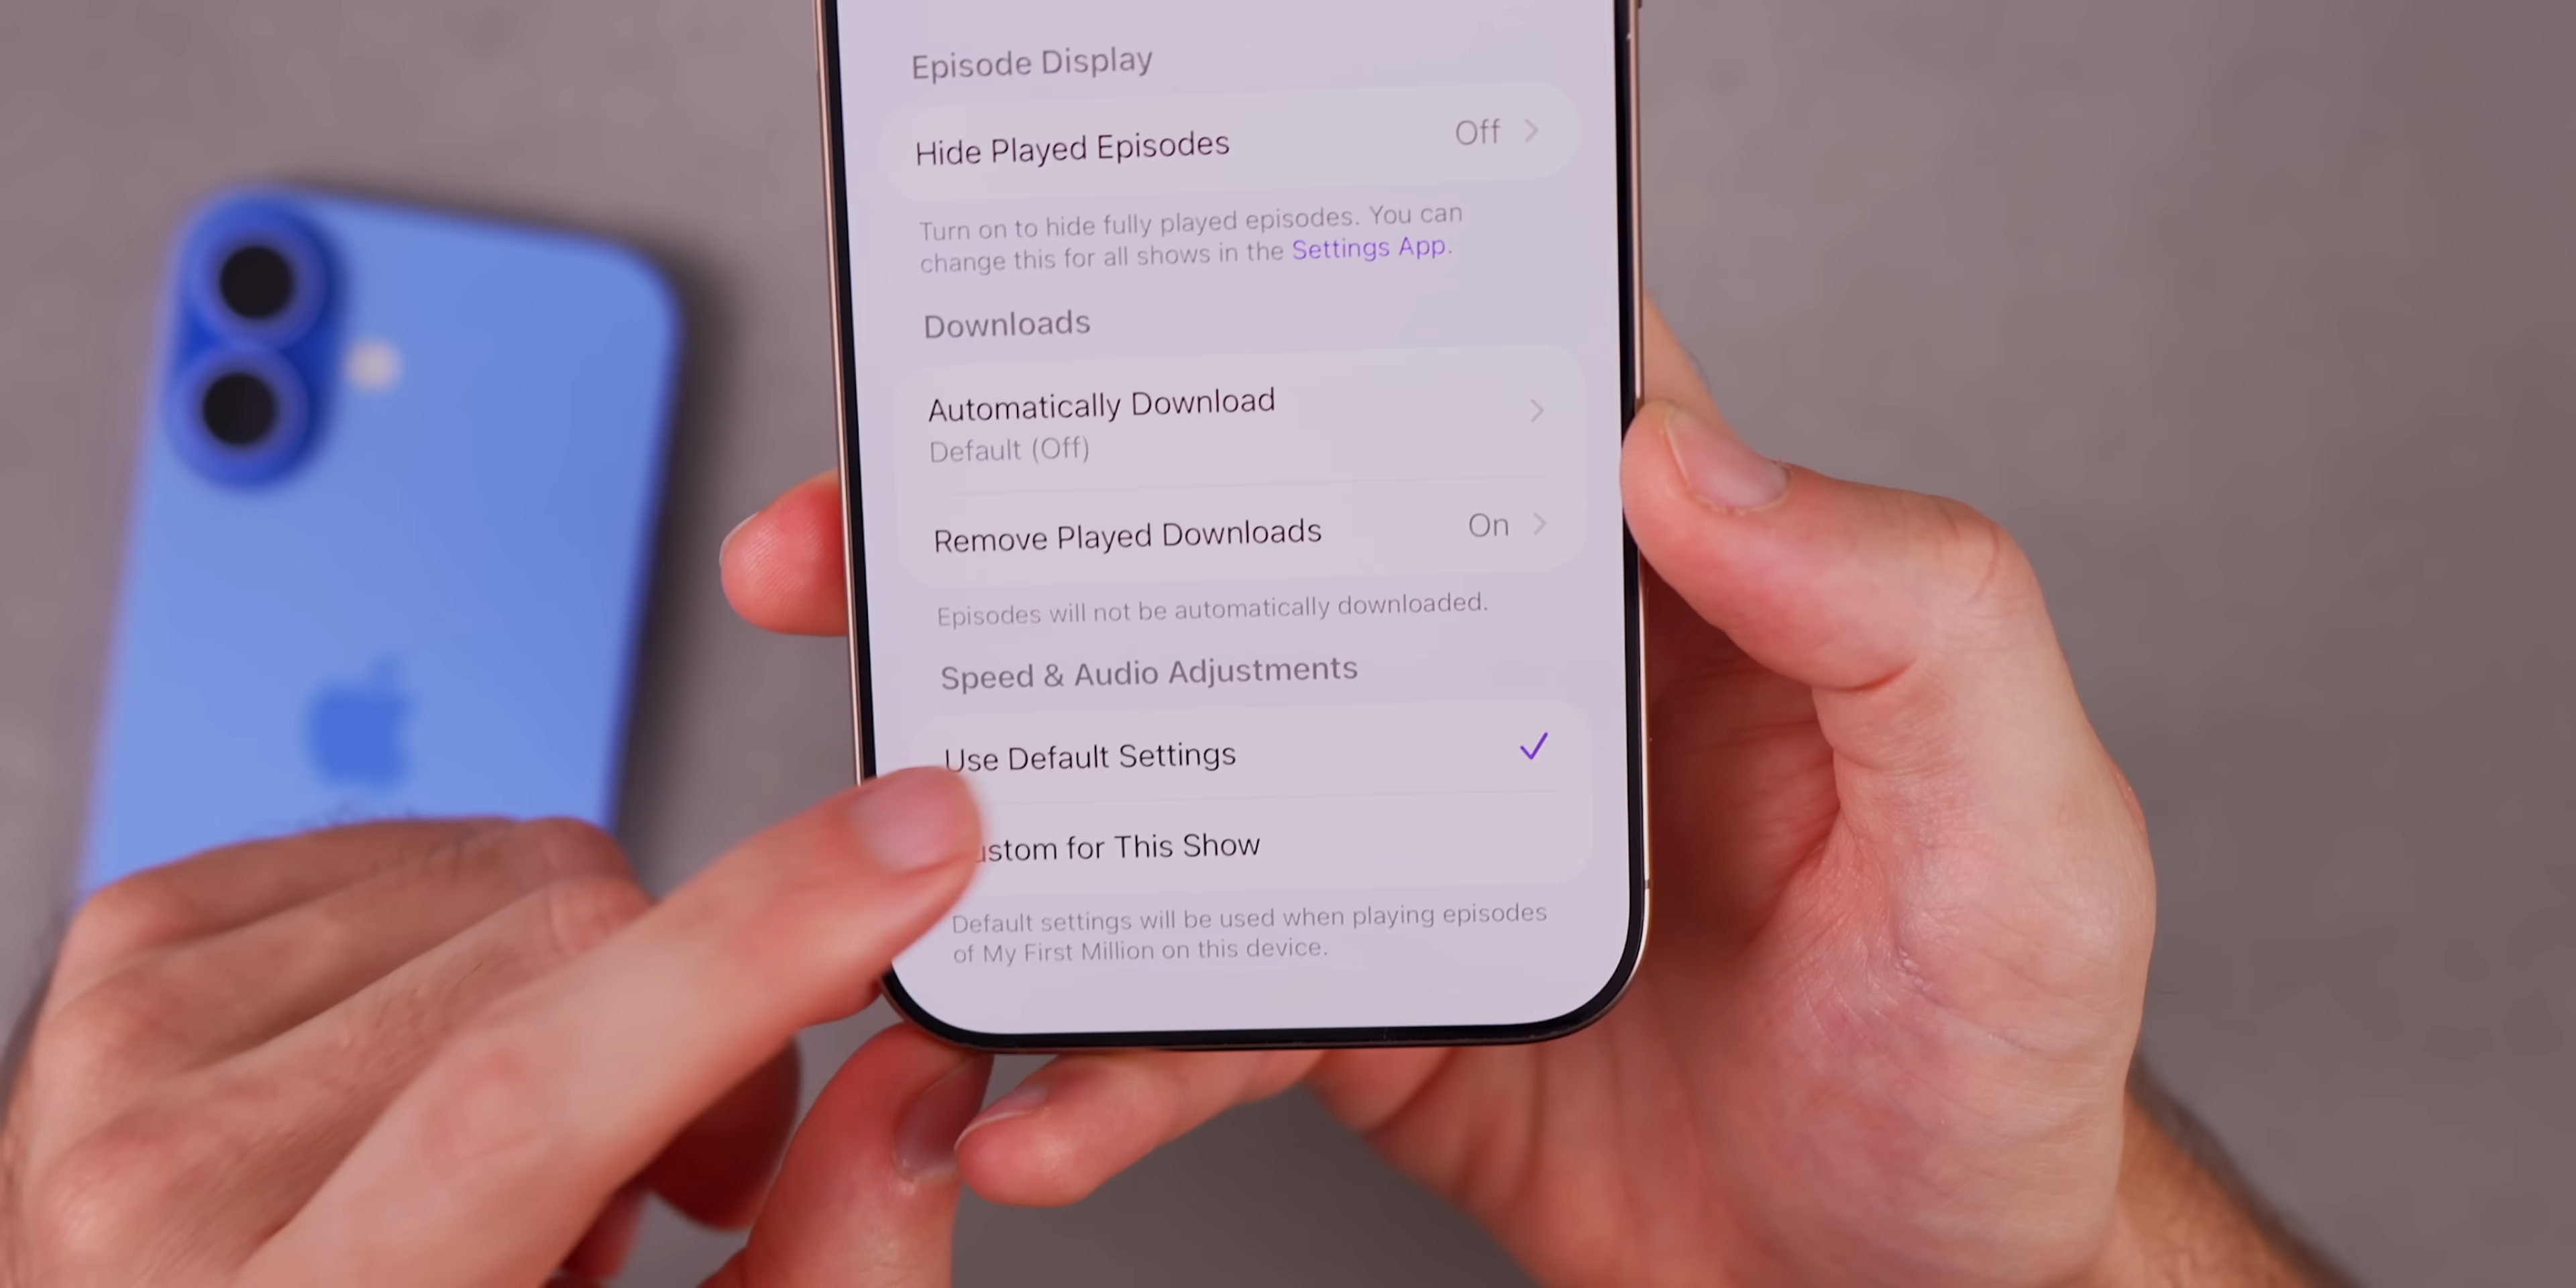 Episode Display
Hide Played Episodes Off
Turn on to hide fully played episodes. You can
change this for all shows in the Settings App.
Downloads
Automatically Download
Default (Off)
Remove Played Downloads On
Episodes will not be automatically downloaded.
Speed & Audio Adjustments
Use Default Settings
for This Show
Default settings will be used when playing episodes
of My First Million on this device.